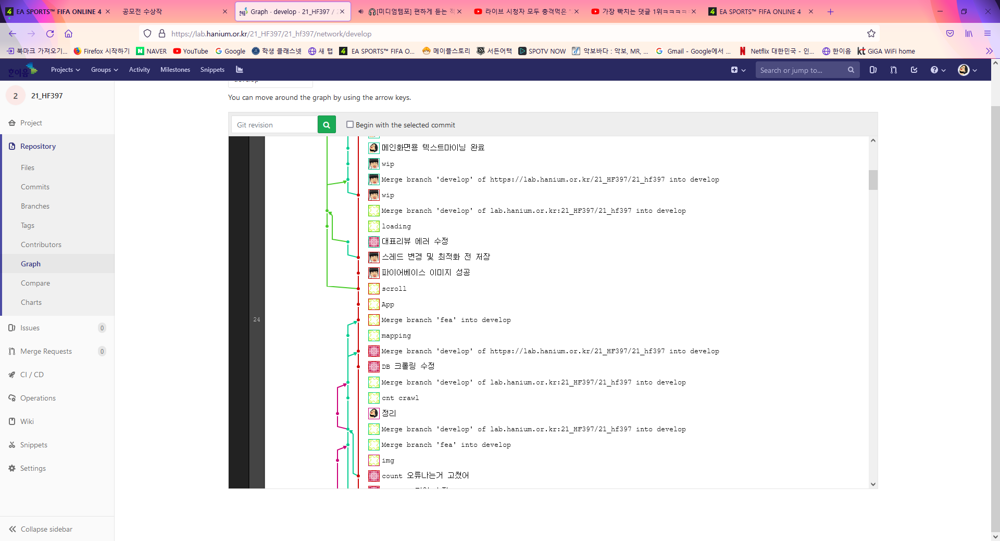 EA SPORTS™ FIFA ONLINE 4
공모전 수상작
Graph · develop · 21_HF397 /
[미디엄템포] 편하게 듣는
라이브 시청자 모두 충격먹은
가장 빡치는 댓글 1위ㅋㅋㅋㅋ
EA SPORTS™ FIFA ONLINE 4
https://lab.hanium.or.kr/21_HF397/21_hf397/network/develop
북마크 가져오기...
Firefox 시작하기
NAVER
YouTube
Google
학생 클래스넷
새 탭
EA SPORTS™ FIFA O...
메이플스토리
서든어택
SPOTV NOW
악보바다 : 악보, MR, ...
Gmail - Google에서 ...
Netflix 대한민국 - 인...
한이음
GiGA WiFi home
한이음
Projects
Groups
Activity
Milestones
Snippets
Search or jump to...
2
21_HF397
Project
Repository
Files
Commits
Branches
Tags
Contributors
Graph
Compare
Charts
Issues 0
Merge Requests 0
CI / CD
Operations
Wiki
Snippets
Settings
Collapse sidebar
develop
You can move around the graph by using the arrow keys.
Git revision
Begin with the selected commit
메인화면용 텍스트마이닝 완료
wip
Merge branch 'develop' of https://lab.hanium.or.kr/21_HF397/21_hf397 into develop
wip
Merge branch 'develop' of lab.hanium.or.kr:21_HF397/21_hf397 into develop
loading
대표리뷰 에러 수정
스레드 변경 및 최적화 전 저장
파이어베이스 이미지 성공
scroll
App
24 Merge branch 'fea' into develop
mapping
Merge branch 'develop' of https://lab.hanium.or.kr/21_HF397/21_hf397 into develop
DB 크롤링 수정
Merge branch 'develop' of lab.hanium.or.kr:21_HF397/21_hf397 into develop
cnt crawl
정리
Merge branch 'develop' of lab.hanium.or.kr:21_HF397/21_hf397 into develop
Merge branch 'fea' into develop
img
count 오류나는거 고쳤어